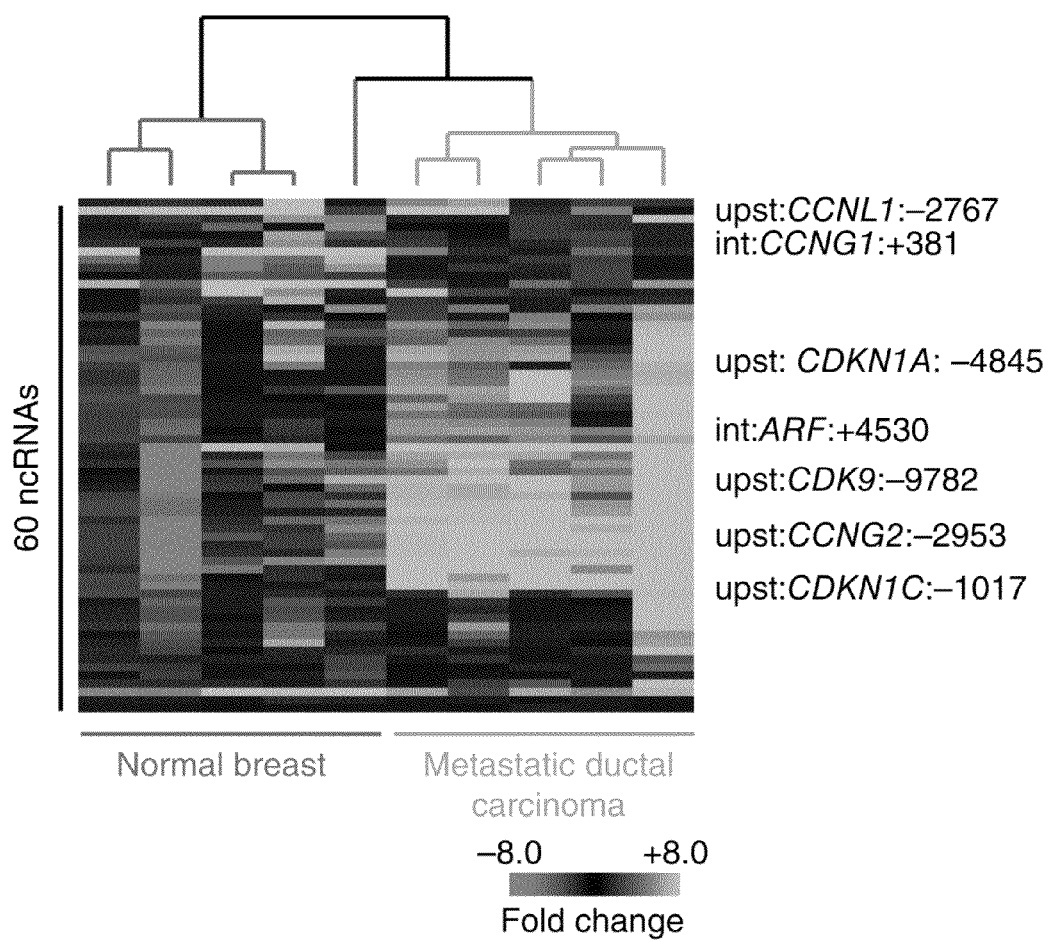 upst:CCNL1:–2767
int:CCNG1:+381
upst: CDKN1A: –4845
int:ARF:+4530
upst:CDK9:–9782
upst:CCNG2:–2953
upst:CDKN1C:–1017
60 ncRNAs
Normal breast
Metastatic ductal
carcinoma
–8.0 +8.0
Fold change